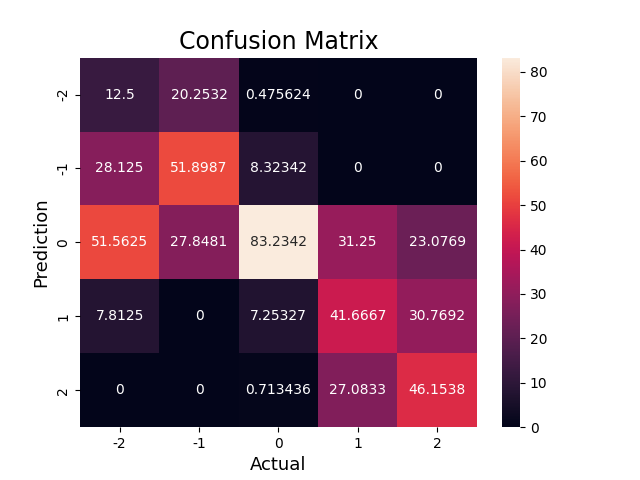 Confusion Matrix
Prediction
-2 12.5 20.2532 0.475624 0 0
-1 28.125 51.8987 8.32342 0 0
0 51.5625 27.8481 83.2342 31.25 23.0769
1 7.8125 0 7.25327 41.6667 30.7692
2 0 0 0.713436 27.0833 46.1538
-2 -1 0 1 2
Actual
80
70
60
50
40
30
20
10
0